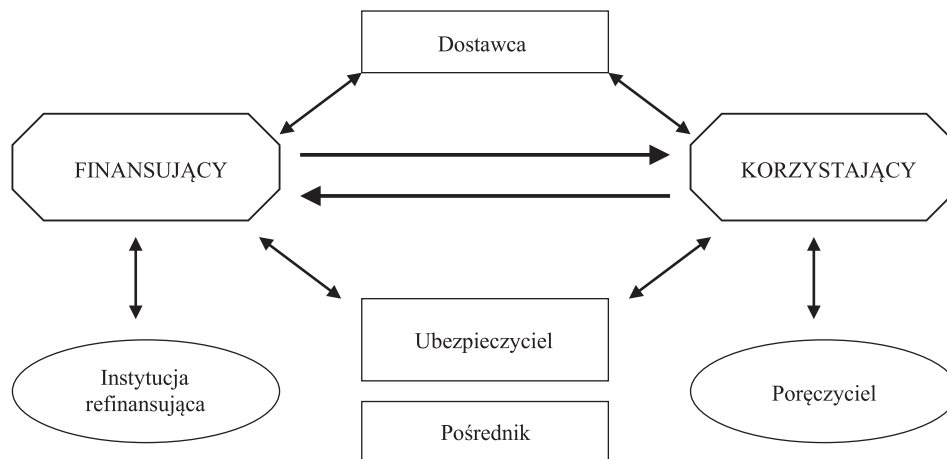 Dostawca
FINANSUJĄCY
KORZYSTAJĄCY
Ubezpieczyciel
Instytucja
refinansująca
Poręczyciel
Pośrednik